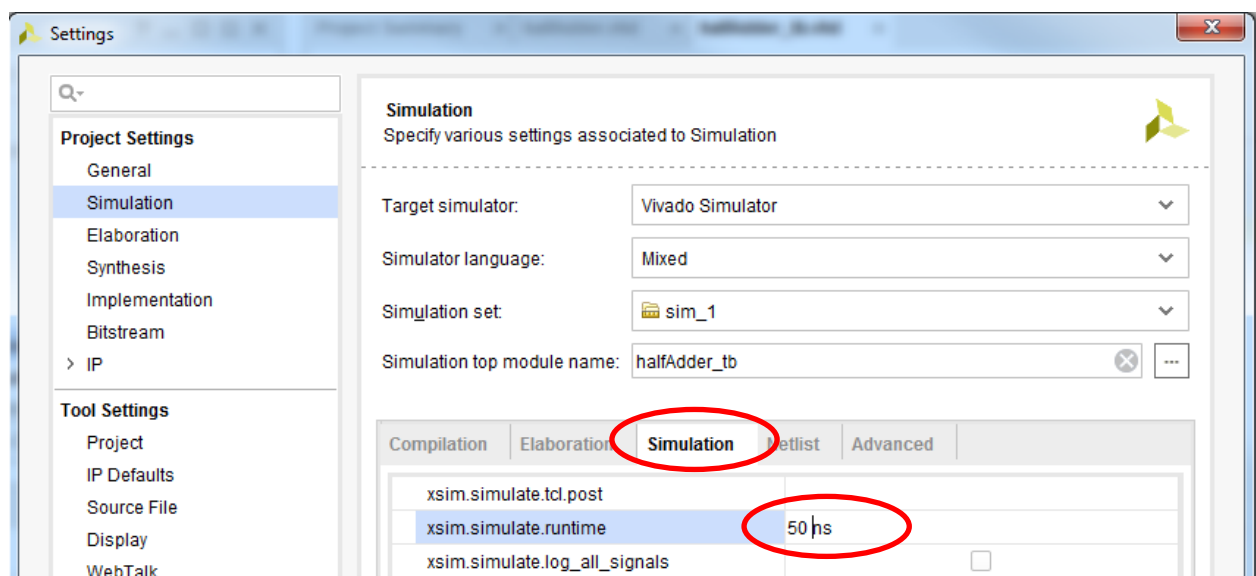 Settings
Project Settings
General
Simulation
Elaboration
Synthesis
Implementation
Bitstream
> IP
Tool Settings
Project
IP Defaults
Source File
Display
WebTalk
Simulation
Specify various settings associated to Simulation
Target simulator: Vivado Simulator
Simulator language: Mixed
Simulation set: sim_1
Simulation top module name: halfAdder_tb ...
Compilation Elaboration Simulation Netlist Advanced
xsim.simulate.tcl.post
xsim.simulate.runtime 50 ns
xsim.simulate.log_all_signals